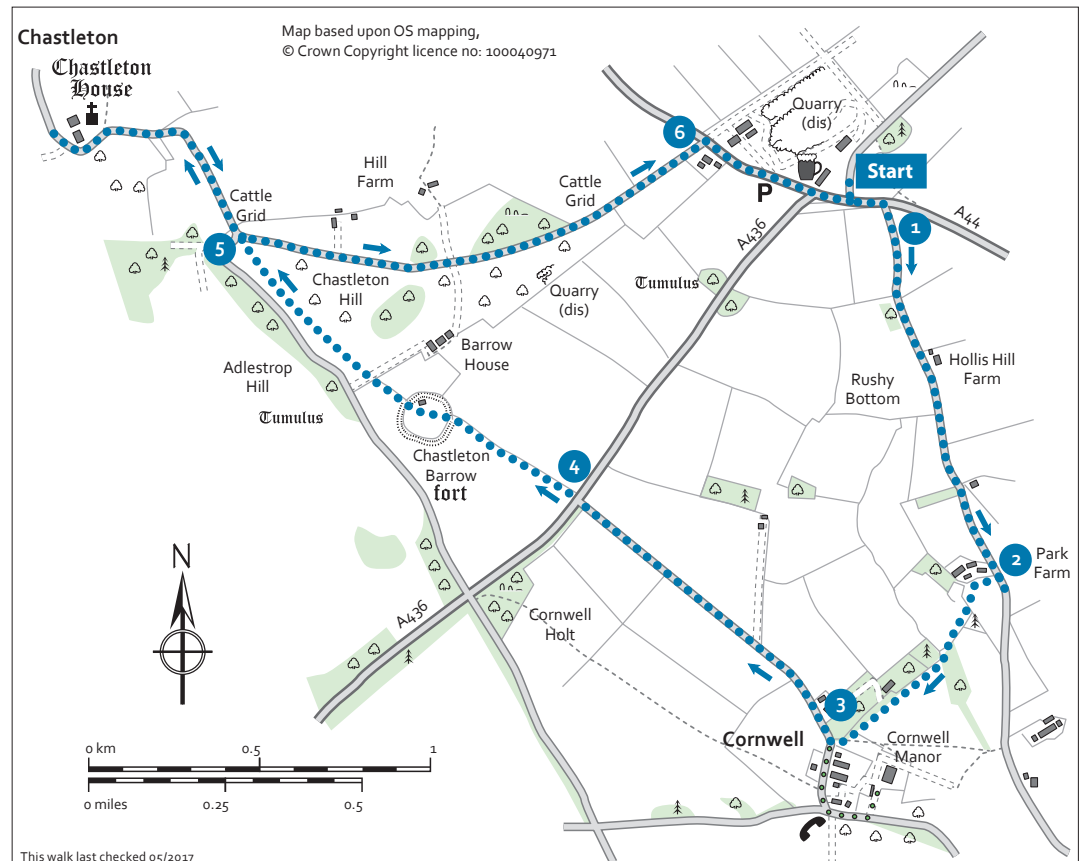 Map based upon OS mapping,
© Crown Copyright licence no: 100040971
Chastleton
Chastleton
House
Quarry
(dis)
6
Start
P
A44
Hill
Farm
Cattle
Grid
Cattle
Grid
A436
1
5
Chastleton
Hill
Quarry
(dis)
Tumulus
Barrow
House
Hollis Hill
Farm
Adlestrop
Hill
Rushy
Bottom
Tumulus
Chastleton
Barrow
fort
4
2
Park
Farm
N
A436
Cornwell
Holt
3
Cornwell
Cornwell
Manor
0 km 0.5 1
0 miles 0.25 0.5
This walk last checked 05/2017